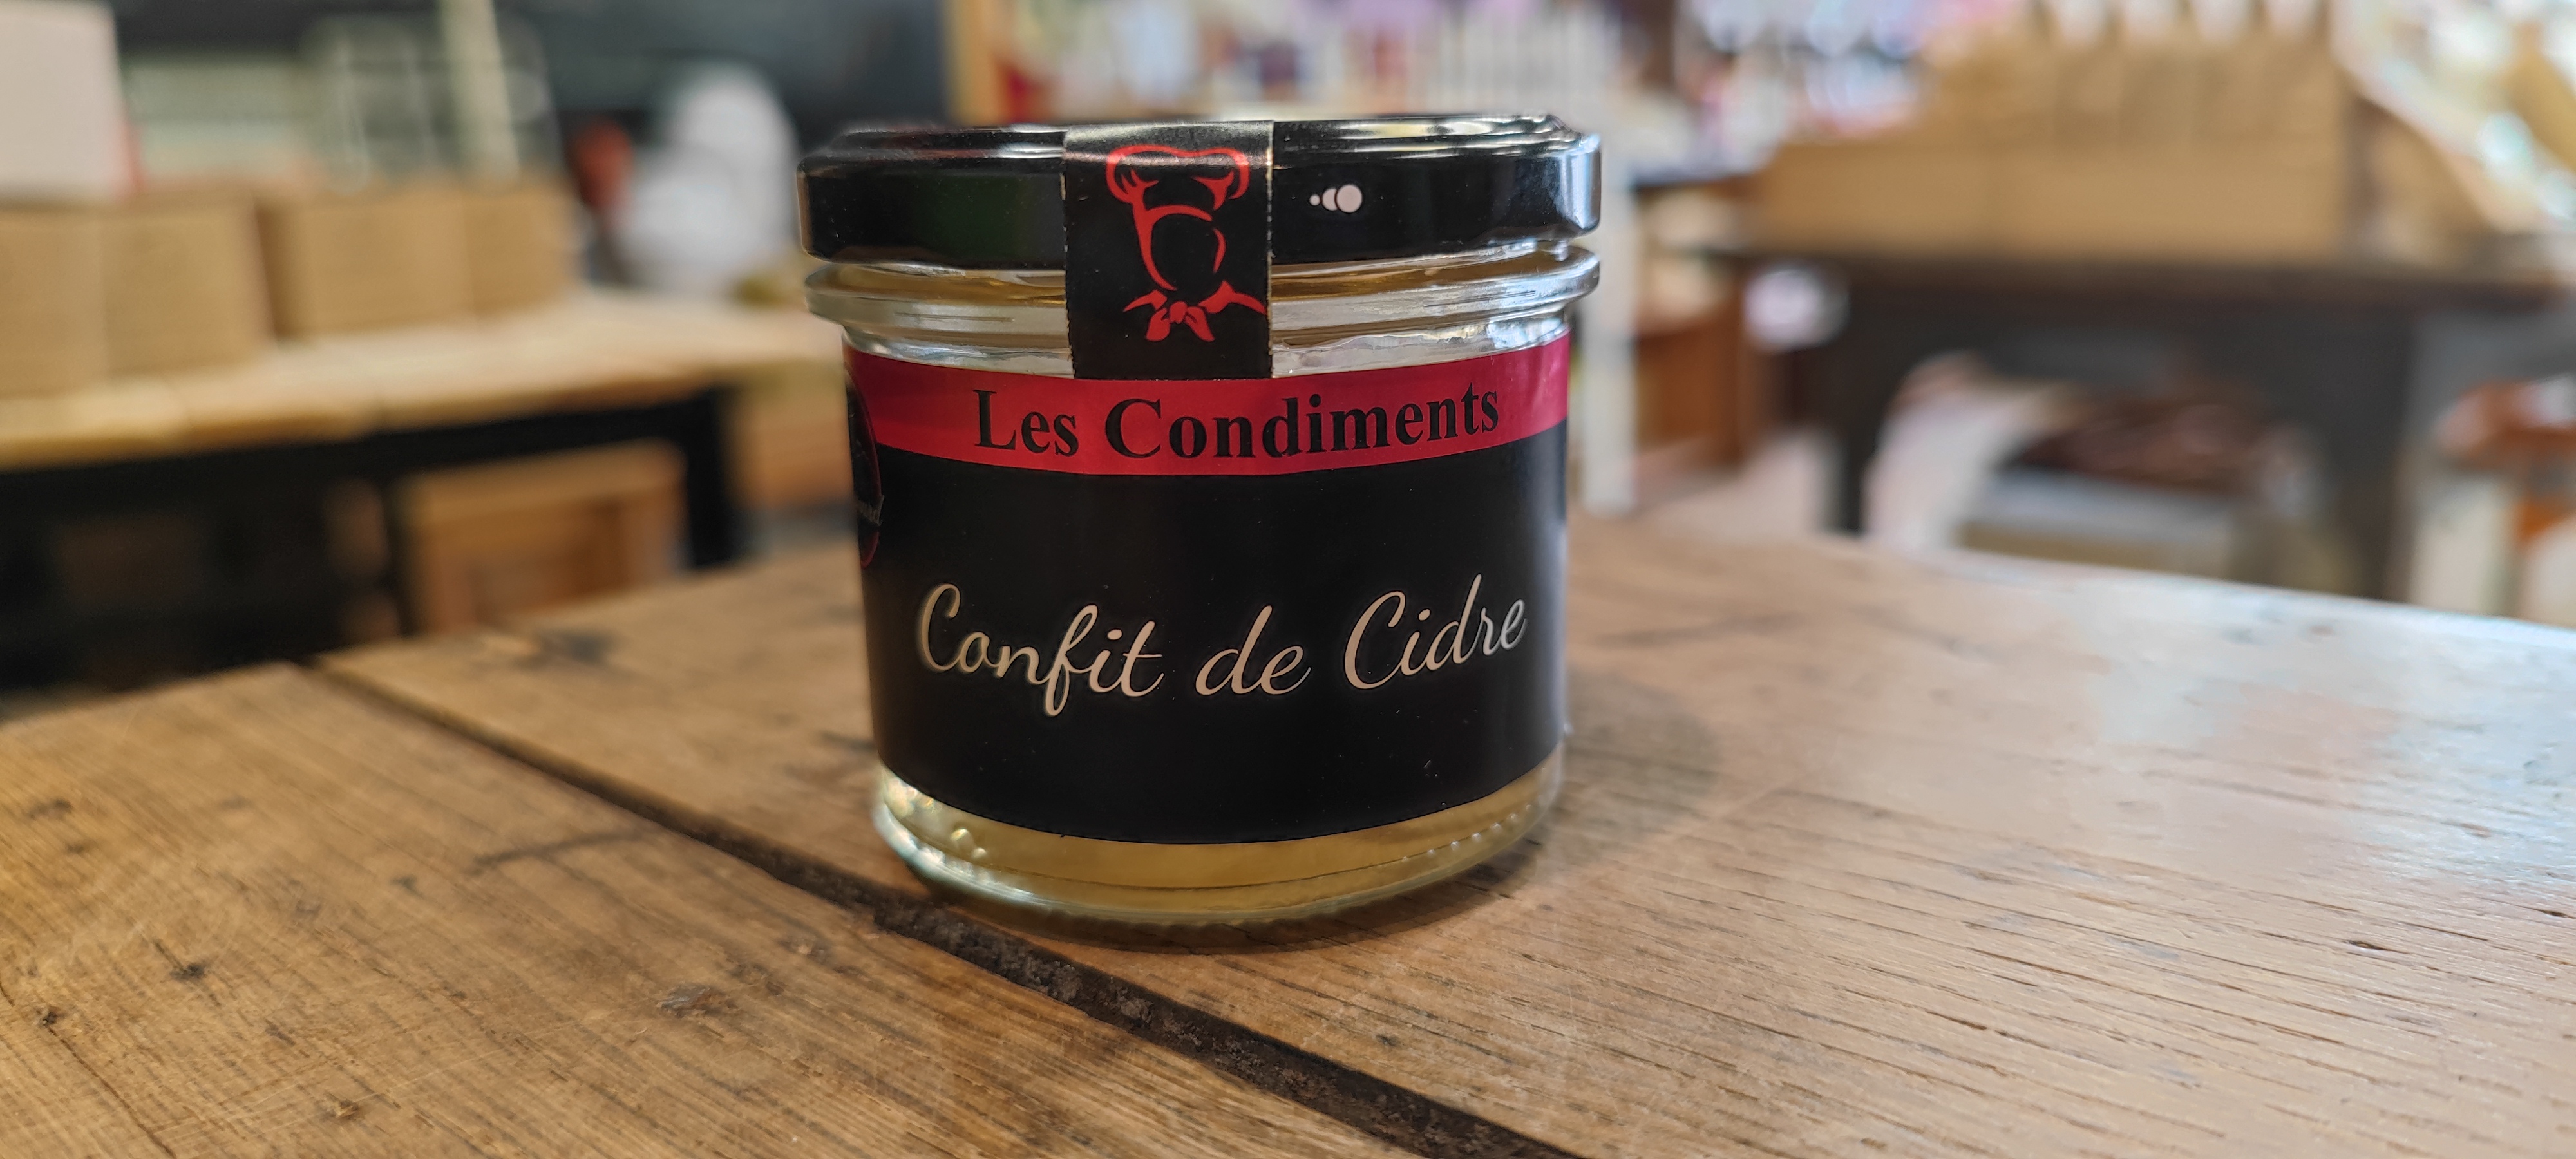 Les Condiments
Confit de Cidre